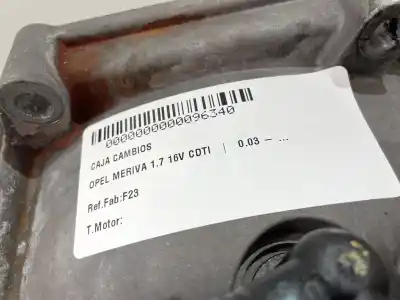 0000000000096340
CAJA CAMBIOS
OPEL MERIVA 1.7 16V CDTI | 0.03 – ...
Ref.Fab:F23
T.Motor: